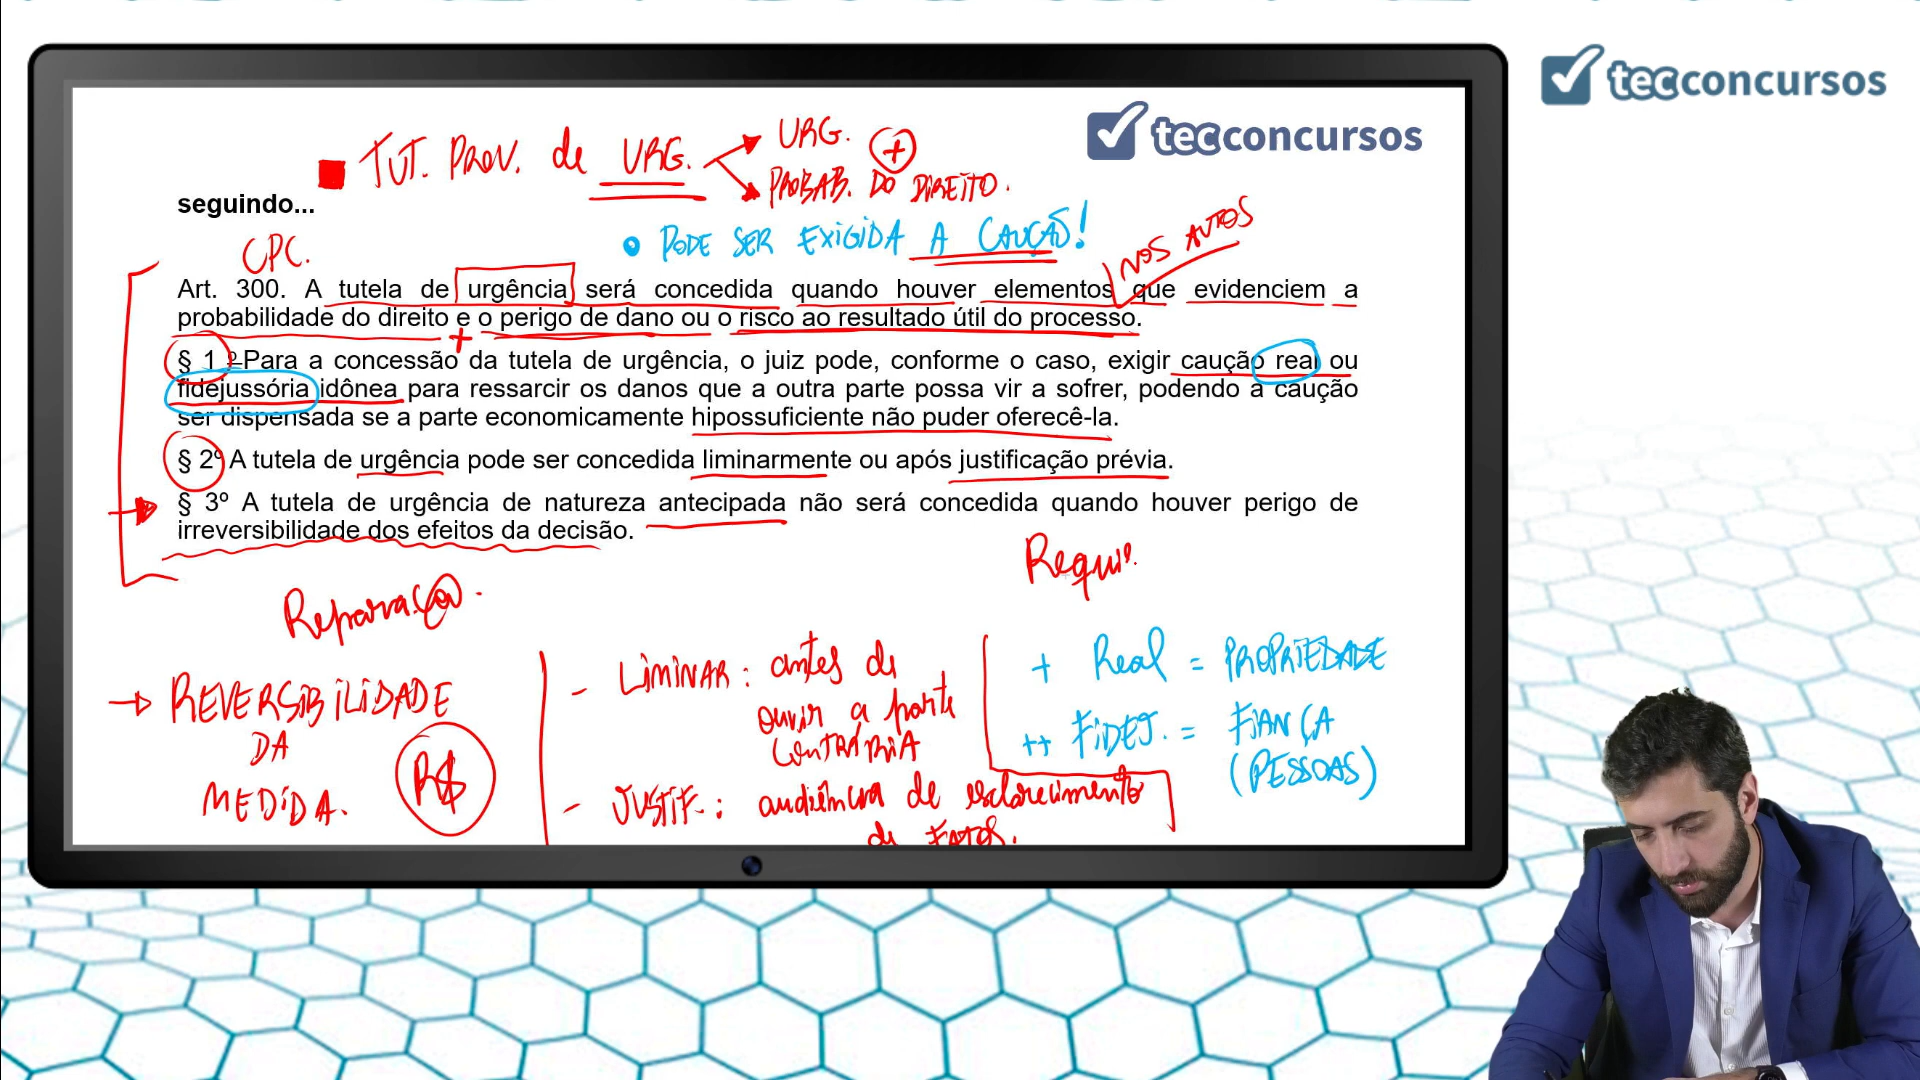 tecconcursos
tecconcursos
TUT. PROV. de URG.
URG.
+
PROBAB. DO DIREITO.
seguindo...
• PODE SER EXIGIDA A CAUÇÃO!
NOS AUTOS
CPC.
Art. 300. A tutela de urgência será concedida quando houver elementos que evidenciem a
probabilidade do direito e o perigo de dano ou o risco ao resultado útil do processo.
+
§ 1 º Para a concessão da tutela de urgência, o juiz pode, conforme o caso, exigir caução real ou
fidejussória idônea para ressarcir os danos que a outra parte possa vir a sofrer, podendo a caução
ser dispensada se a parte economicamente hipossuficiente não puder oferecê-la.
§ 2º A tutela de urgência pode ser concedida liminarmente ou após justificação prévia.
§ 3º A tutela de urgência de natureza antecipada não será concedida quando houver perigo de
irreversibilidade dos efeitos da decisão.
Reparação.
→ REVERSIBILIDADE
DA
MEDIDA.
R$
- LIMINAR: antes de
ouvir a parte
CONTRÁRIA
- JUSTIF.: audiência de esclarecimento
de FATOS.
Requis.
+ Real = PROPRIEDADE
++ FIDEJ. = FIANÇA
(PESSOAS)